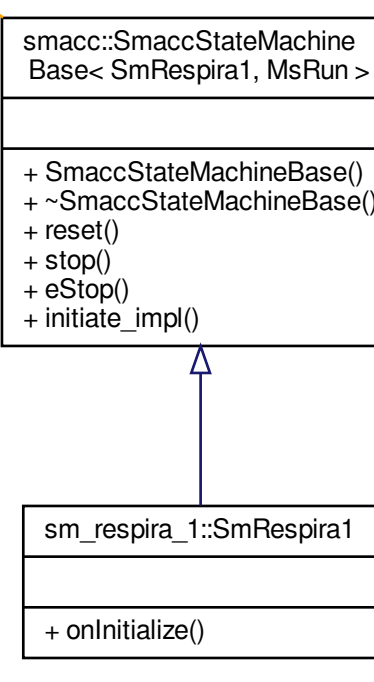 smacc::SmaccStateMachine
Base< SmRespira1, MsRun >
+ SmaccStateMachineBase()
+ ~SmaccStateMachineBase()
+ reset()
+ stop()
+ eStop()
+ initiate_impl()
sm_respira_1::SmRespira1
+ onInitialize()